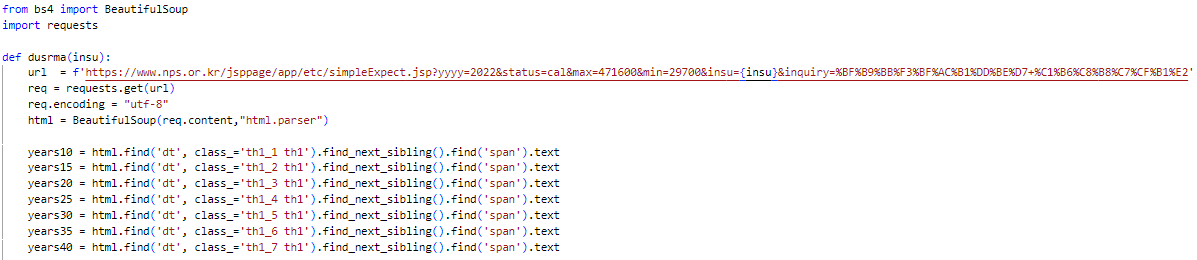 from bs4 import BeautifulSoup
import requests
def dusrma(insu):
url = f'https://www.nps.or.kr/jsppage/app/etc/simpleExpect.jsp?yyyy=2022&status=cal&max=471600&min=29700&insu={insu}&inquiry=%BF%B9%BB%F3%BF%AC%B1%DD%BE%D7+%C1%B6%C8%B8%C7%CF%B1%E2'
req = requests.get(url)
req.encoding = "utf-8"
html = BeautifulSoup(req.content,"html.parser")
years10 = html.find('dt', class_='th1_1 th1').find_next_sibling().find('span').text
years15 = html.find('dt', class_='th1_2 th1').find_next_sibling().find('span').text
years20 = html.find('dt', class_='th1_3 th1').find_next_sibling().find('span').text
years25 = html.find('dt', class_='th1_4 th1').find_next_sibling().find('span').text
years30 = html.find('dt', class_='th1_5 th1').find_next_sibling().find('span').text
years35 = html.find('dt', class_='th1_6 th1').find_next_sibling().find('span').text
years40 = html.find('dt', class_='th1_7 th1').find_next_sibling().find('span').text